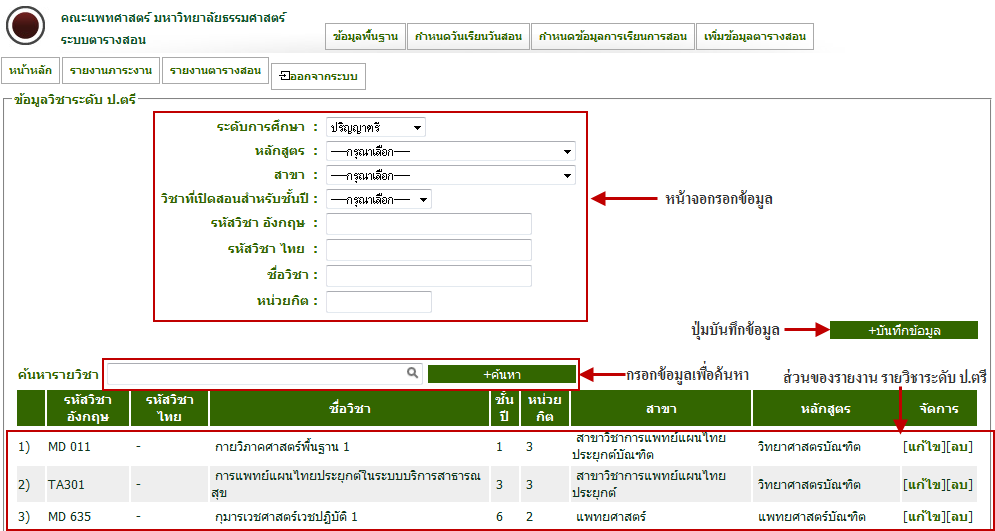 คณะแพทศาสตร์ มหาวิทยาลัยธรรมศาสตร์
ระบบตารางสอน
ข้อมูลพื้นฐาน
กำหนดวันเรียนวันสอน
กำหนดข้อมูลการเรียนการสอน
เพิ่มข้อมูลตารางสอน
หน้าหลัก
รายงานภาระงาน
รายงานตารางสอน
ออกจากระบบ
ข้อมูลวิชาระดับ ป.ตรี
ระดับการศึกษา : ปริญญาตรี
หลักสูตร : ----กรุณาเลือก----
สาขา : ----กรุณาเลือก----
วิชาที่เปิดสอนสำหรับชั้นปี : ----กรุณาเลือก----
หน้าจอกรอกข้อมูล
รหัสวิชา อังกฤษ :
รหัสวิชา ไทย :
ชื่อวิชา :
หน่วยกิต :
ปุ่มบันทึกข้อมูล
+บันทึกข้อมูล
ค้นหารายวิชา
+ค้นหา
กรอกข้อมูลเพื่อค้นหา
ส่วนของรายงาน รายวิชาระดับ ป.ตรี
รหัสวิชา อังกฤษ
รหัสวิชา ไทย
ชื่อวิชา
ชั้น ปี
หน่วย กิต
สาขา
หลักสูตร
จัดการ
1) MD 011 - กายวิภาคศาสตร์พื้นฐาน 1 1 3 สาขาวิชาการแพทย์แผนไทย ประยุกต์บัณฑิต วิทยาศาสตรบัณฑิต [แก้ไข][ลบ]
2) TA301 - การแพทย์แผนไทยประยุกต์ในระบบบริการสาธารณ สุข 3 3 สาขาวิชาการแพทย์แผนไทย ประยุกต์ วิทยาศาสตรบัณฑิต [แก้ไข][ลบ]
3) MD 635 - กุมารเวชศาสตร์เวชปฏิบัติ 1 6 2 แพทยศาสตร์ แพทยศาสตรบัณฑิต [แก้ไข][ลบ]